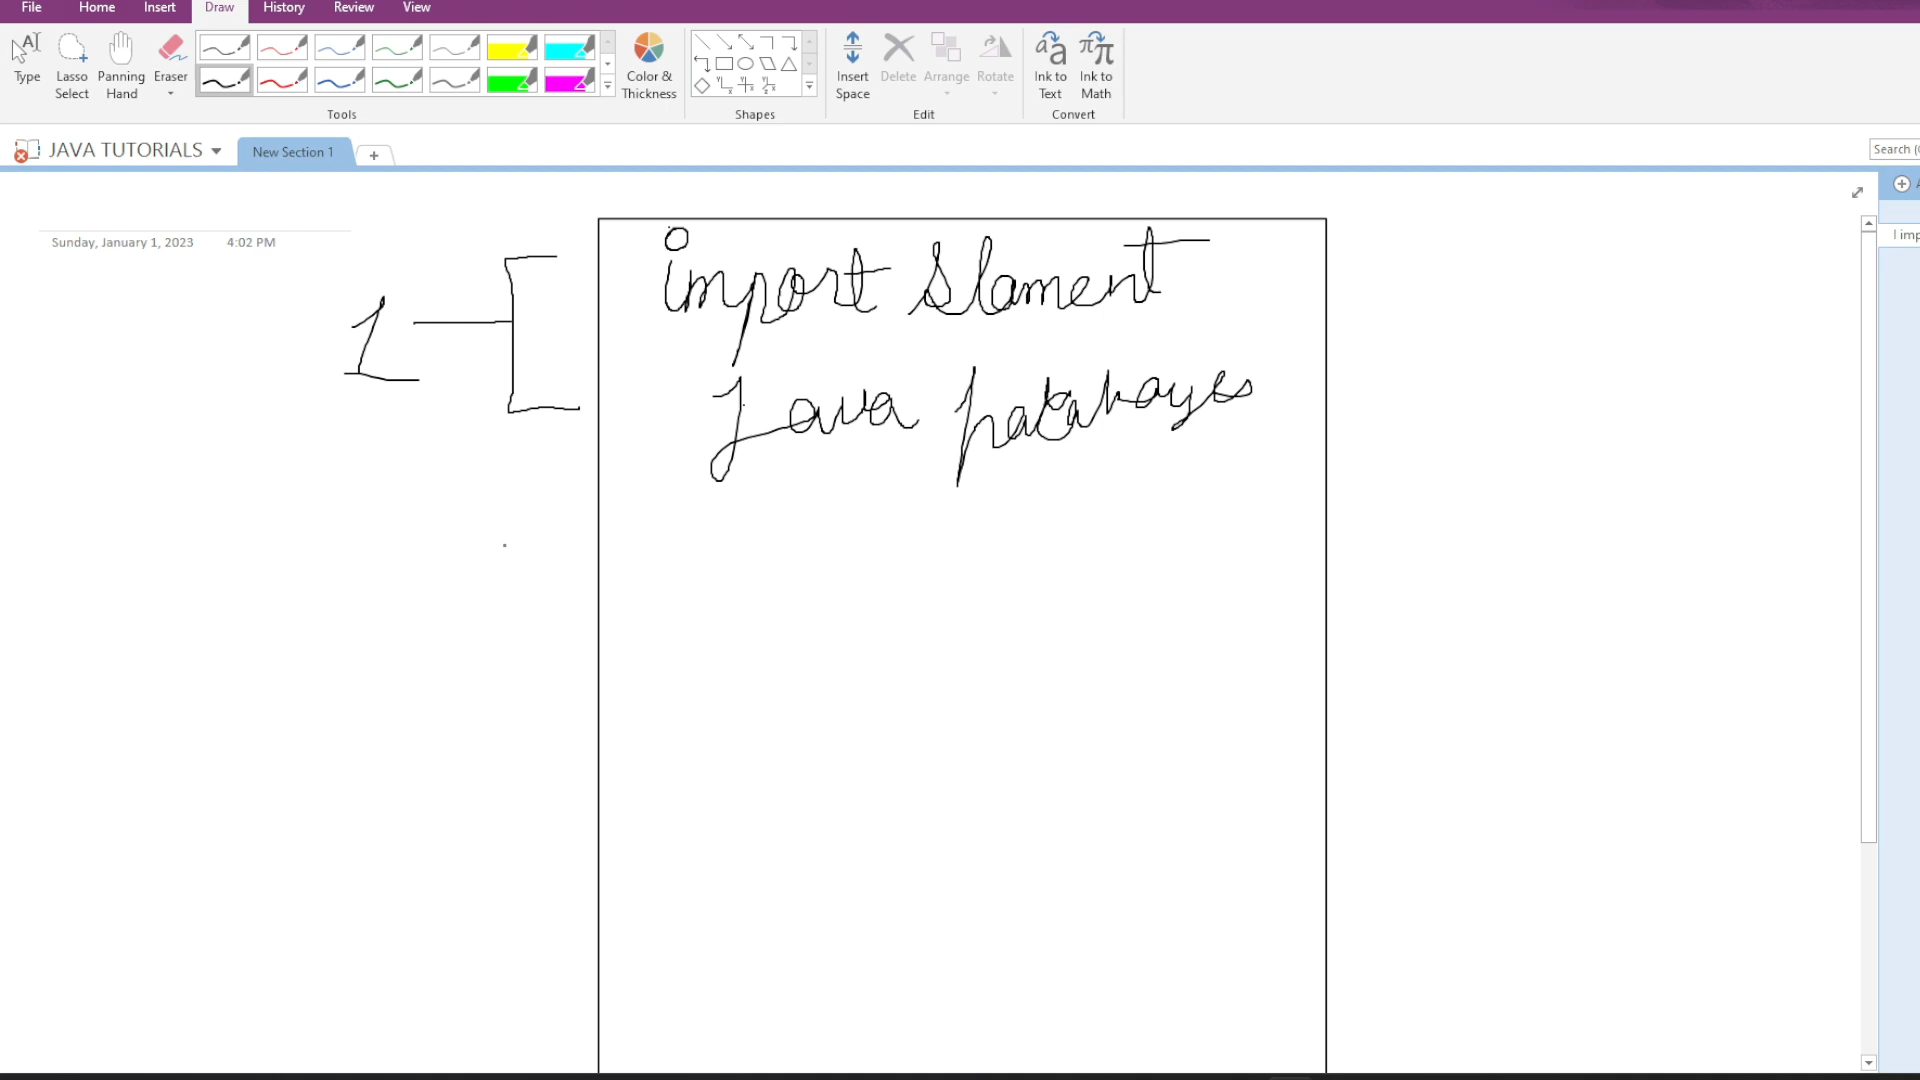 File Home Insert Draw History Review View
Type Lasso Select Panning Hand Eraser Color & Thickness Insert Space Delete Arrange Rotate Ink to Text Ink to Math
Tools Shapes Edit Convert
JAVA TUTORIALS New Section 1 + Search (
Sunday, January 1, 2023 4:02 PM
I imp
import Slament
1
Java